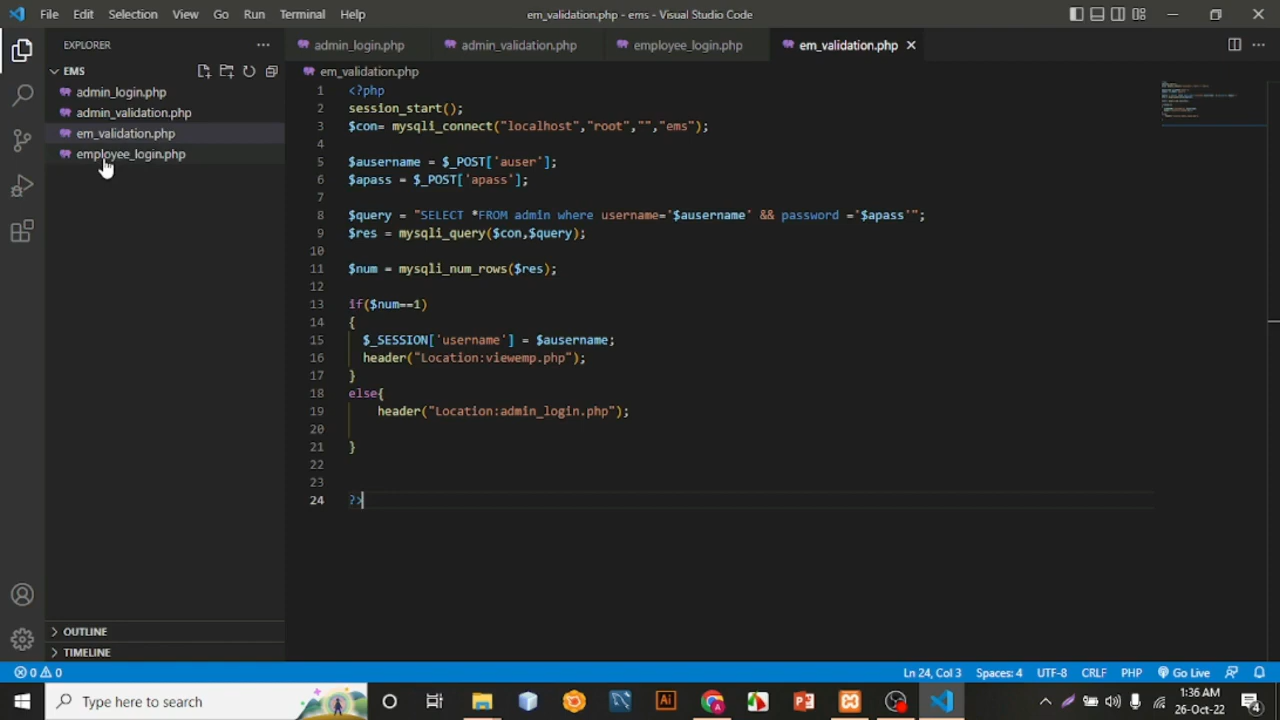 File Edit Selection View Go Run Terminal Help
em_validation.php - ems - Visual Studio Code
EXPLORER
admin_login.php
admin_validation.php
employee_login.php
em_validation.php
EMS
em_validation.php
admin_login.php
admin_validation.php
em_validation.php
employee_login.php
1 <?php
2 session_start();
3 $con= mysqli_connect("localhost","root","","ems");
4
5 $ausername = $_POST['auser'];
6 $apass = $_POST['apass'];
7
8 $query = "SELECT *FROM admin where username='$ausername' && password ='$apass'";
9 $res = mysqli_query($con,$query);
10
11 $num = mysqli_num_rows($res);
12
13 if($num==1)
14 {
15 $_SESSION['username'] = $ausername;
16 header("Location:viewemp.php");
17 }
18 else{
19 header("Location:admin_login.php");
20
21 }
22
23
24 ?>
OUTLINE
TIMELINE
0 0
Ln 24, Col 3 Spaces: 4 UTF-8 CRLF PHP Go Live
Type here to search
Ai
1:36 AM
26-Oct-22
4